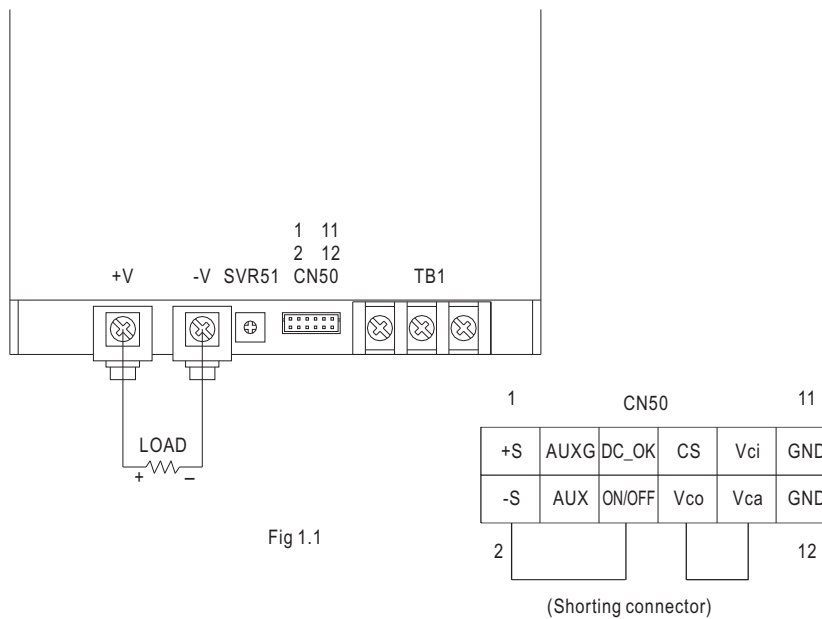 1 11
2 12
+V -V SVR51 CN50 TB1
LOAD
+ −
Fig 1.1
1 CN50 11
+S AUXG DC_OK CS Vci GND
-S AUX ON/OFF Vco Vca GND
2 12
(Shorting connector)